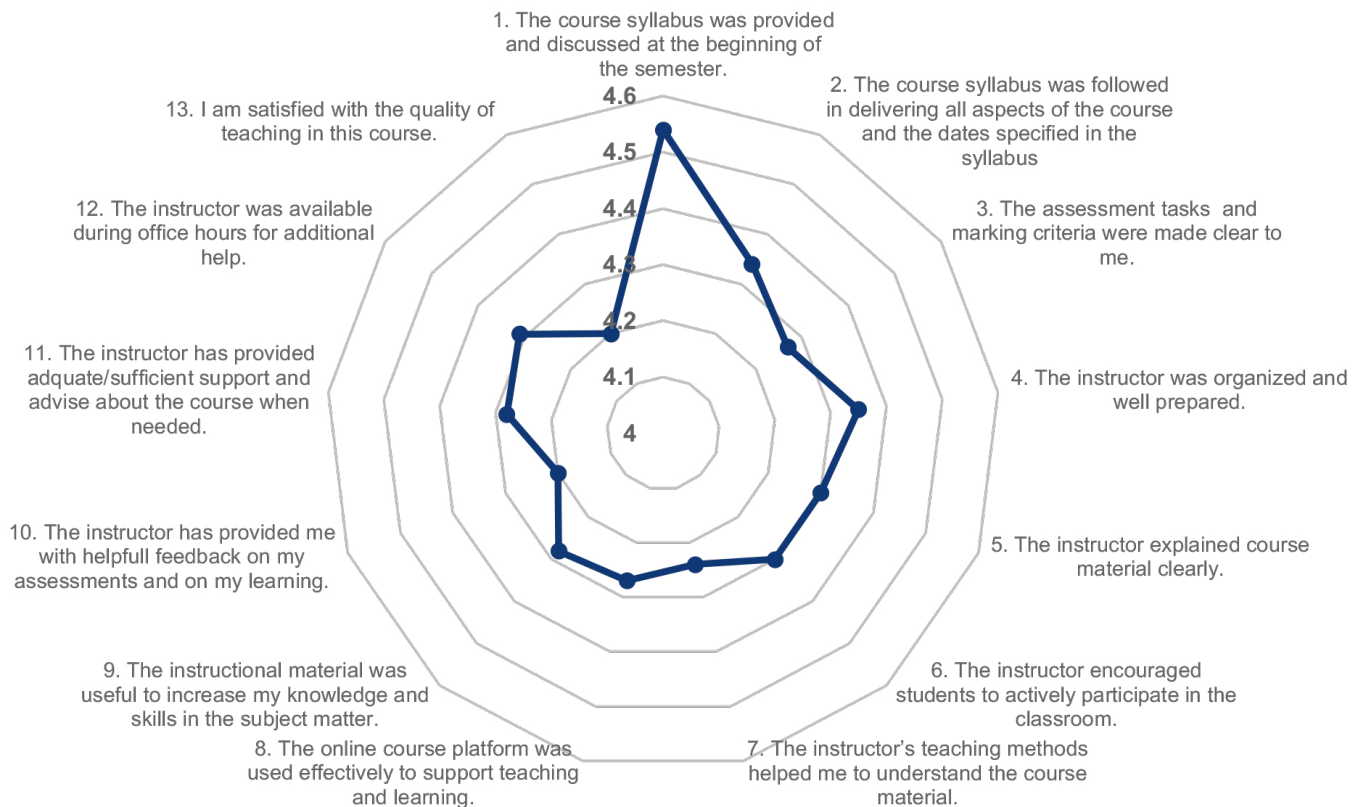 1. The course syllabus was provided
and discussed at the beginning of
the semester.
2. The course syllabus was followed
in delivering all aspects of the course
and the dates specified in the
syllabus
3. The assessment tasks  and
marking criteria were made clear to
me.
4. The instructor was organized and
well prepared.
5. The instructor explained course
material clearly.
6. The instructor encouraged
students to actively participate in the
classroom.
7. The instructor’s teaching methods
helped me to understand the course
material.
8. The online course platform was
used effectively to support teaching
and learning.
9. The instructional material was
useful to increase my knowledge and
skills in the subject matter.
10. The instructor has provided me
with helpfull feedback on my
assessments and on my learning.
11. The instructor has provided
adquate/sufficient support and
advise about the course when
needed.
12. The instructor was available
during office hours for additional
help.
13. I am satisfied with the quality of
teaching in this course.
4.6
4.5
4.4
4.3
4.2
4.1
4